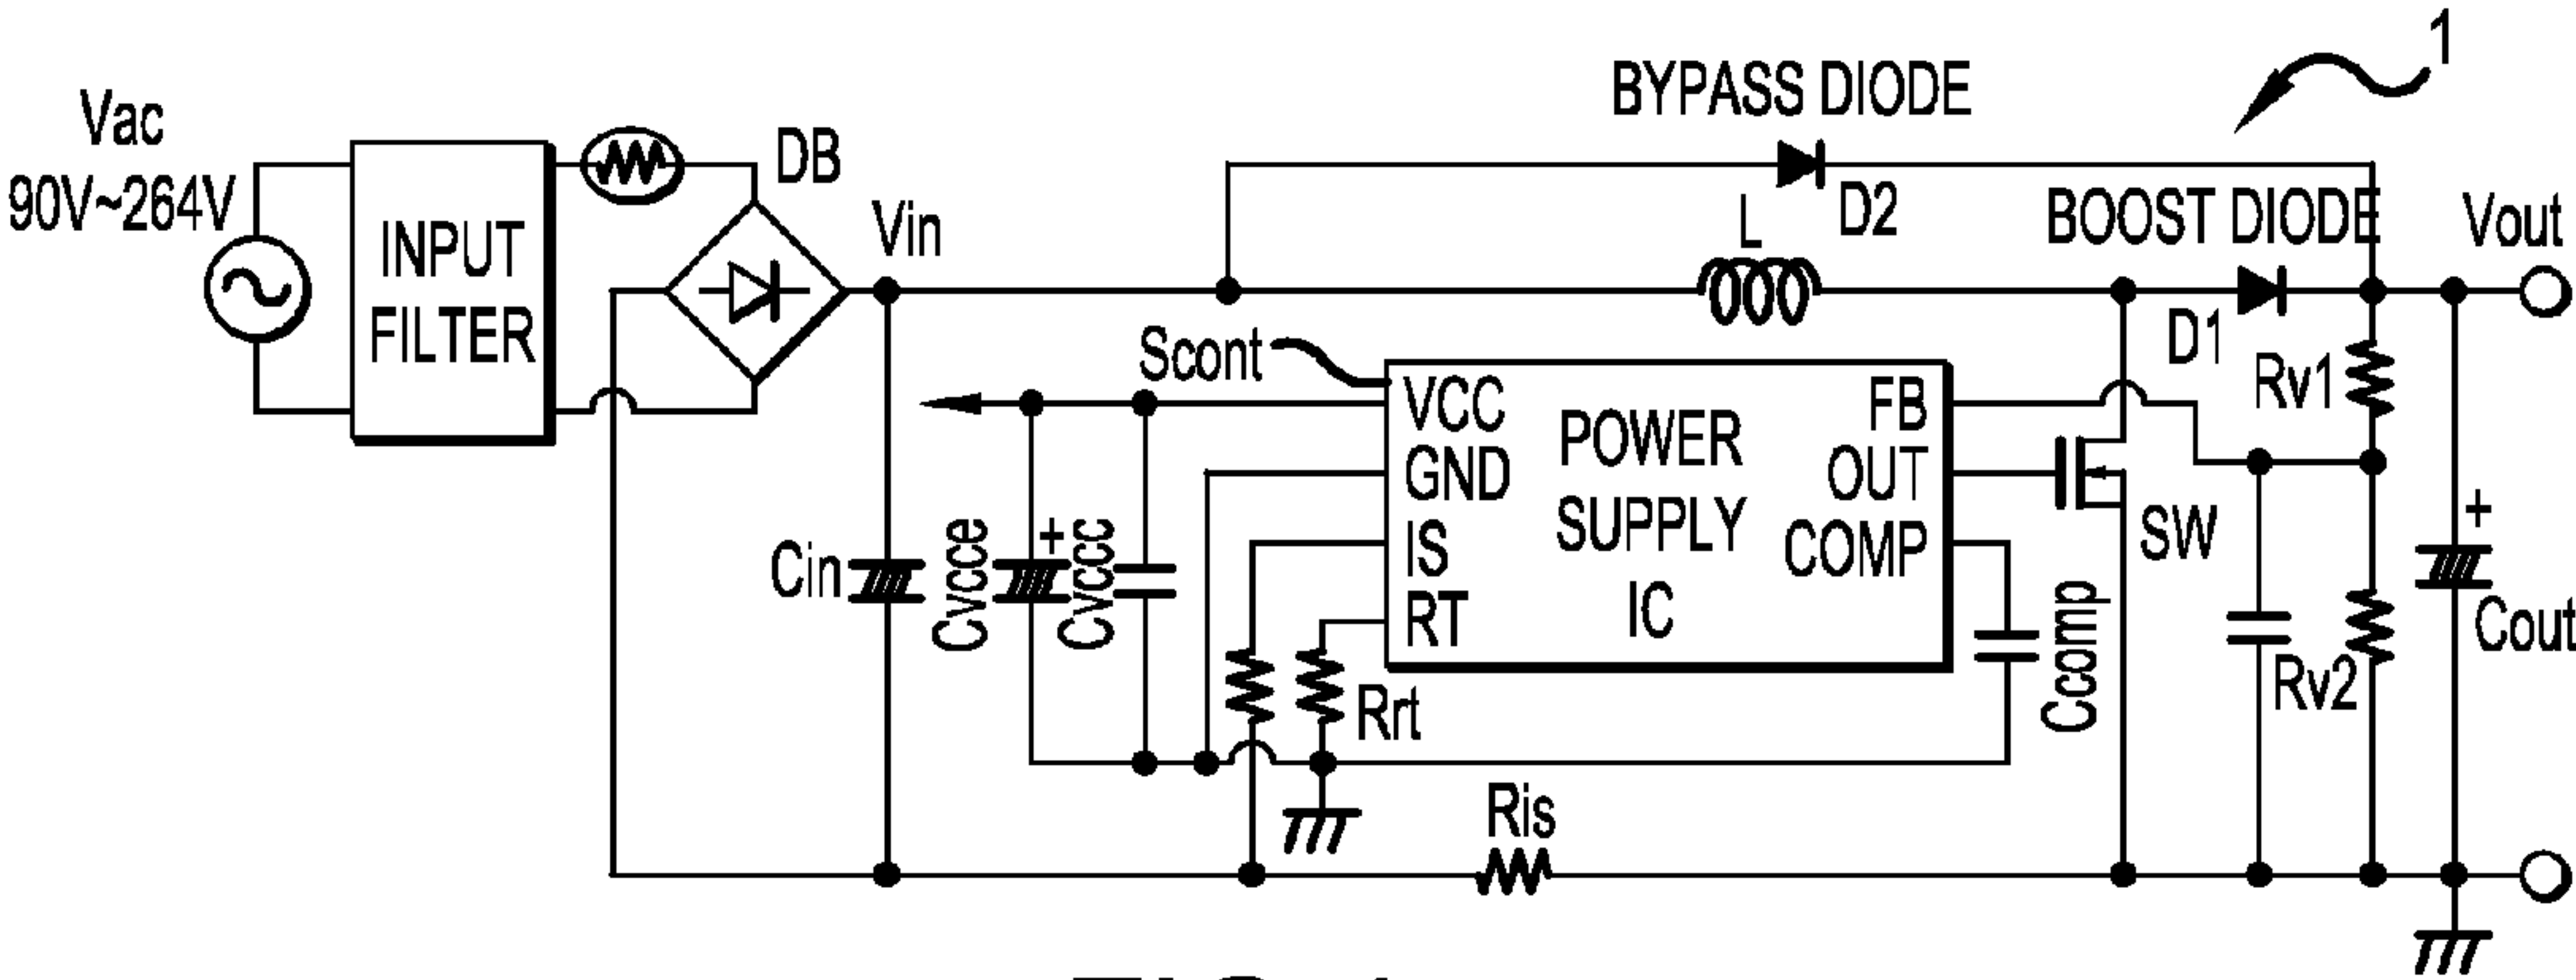 1
BYPASS DIODE
Vac
90V~264V
INPUT
FILTER
DB
Vin
D2
L
BOOST DIODE
Vout
D1
Scont
VCC
GND
IS
RT
POWER
SUPPLY
IC
FB
OUT
COMP
Rv1
SW
+
Cout
Cin
Cvcce
+
Cvccc
Rrt
Ccomp
Rv2
Ris